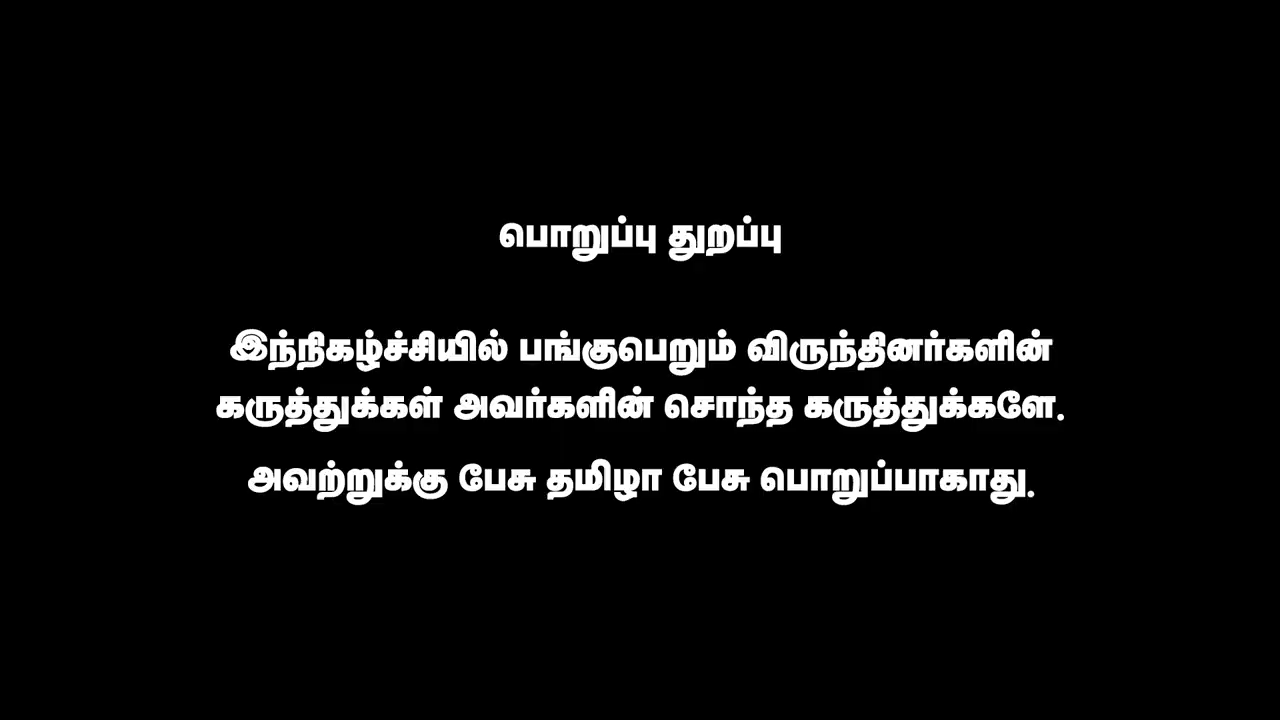 பொறுப்பு துறப்பு
இந்நிகழ்ச்சியில் பங்குபெறும் விருந்தினர்களின்
கருத்துக்கள் அவர்களின் சொந்த கருத்துக்களே.
அவற்றுக்கு பேசு தமிழா பேசு பொறுப்பாகாது.